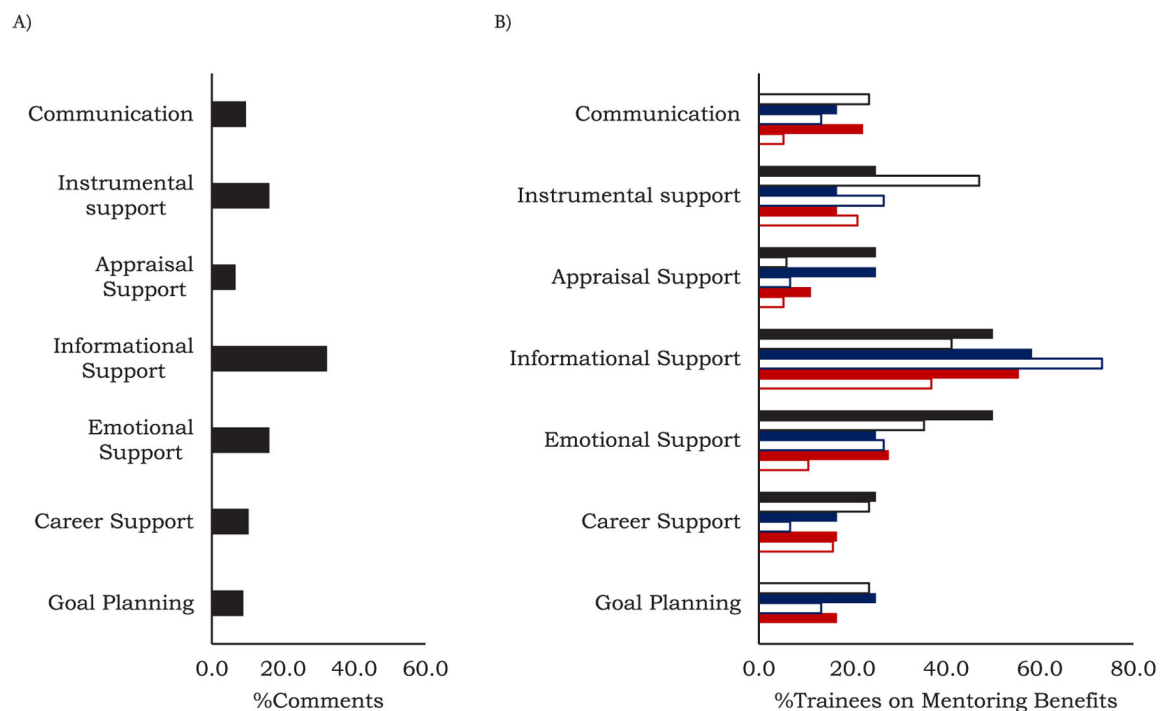 A)
Communication
Instrumental
support
Appraisal
Support
Informational
Support
Emotional
Support
Career Support
Goal Planning
0.0 20.0 40.0 60.0
%Comments
B)
Communication
Instrumental support
Appraisal Support
Informational Support
Emotional Support
Career Support
Goal Planning
0.0 20.0 40.0 60.0 80.0
%Trainees on Mentoring Benefits